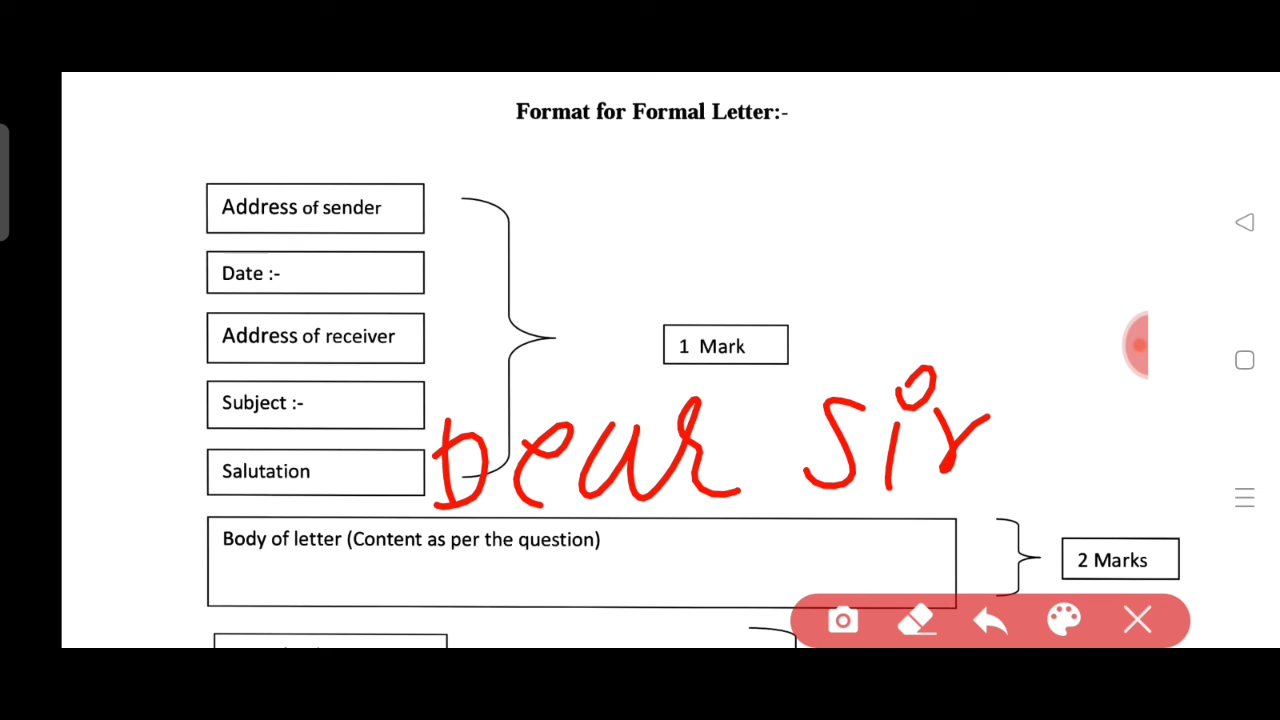 Format for Formal Letter:-
Address of sender
Date :-
Address of receiver
1 Mark
Subject :-
Salutation
Dear Sir
Body of letter (Content as per the question)
2 Marks